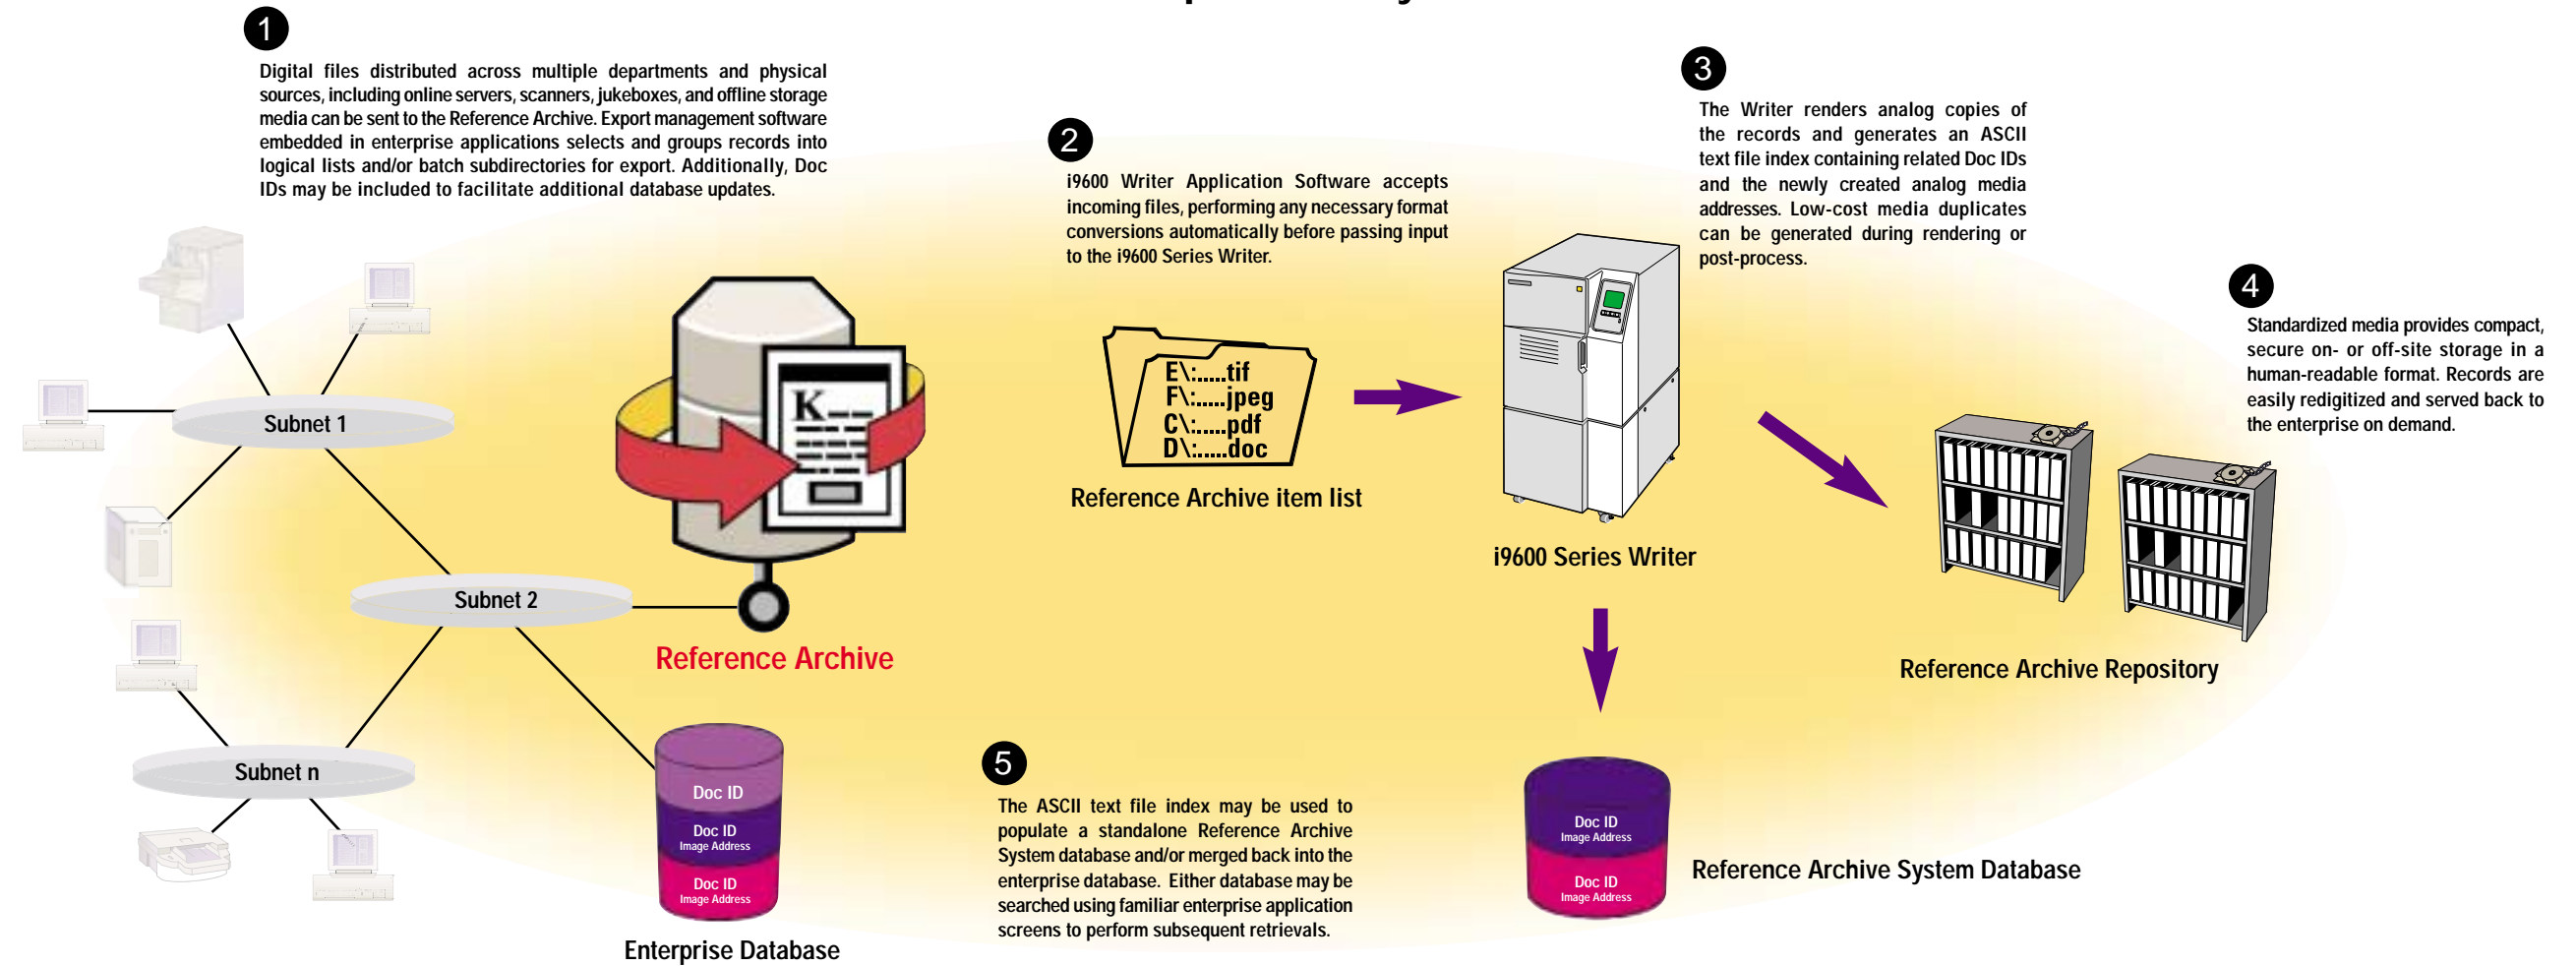 1
Digital files distributed across multiple departments and physical
sources, including online servers, scanners, jukeboxes, and offline storage
media can be sent to the Reference Archive. Export management software
embedded in enterprise applications selects and groups records into
logical lists and/or batch subdirectories for export. Additionally, Doc
IDs may be included to facilitate additional database updates.
2
i9600 Writer Application Software accepts
incoming files, performing any necessary format
conversions automatically before passing input
to the i9600 Series Writer.
3
The Writer renders analog copies of
the records and generates an ASCII
text file index containing related Doc IDs
and the newly created analog media
addresses. Low-cost media duplicates
can be generated during rendering or
post-process.
4
Standardized media provides compact,
secure on- or off-site storage in a
human-readable format. Records are
easily redigitized and served back to
the enterprise on demand.
Subnet 1
Subnet 2
Subnet n
K
Reference Archive
E\:.....tif
F\:.....jpeg
C\:.....pdf
D\:.....doc
Reference Archive item list
i9600 Series Writer
Reference Archive Repository
Doc ID
Doc ID
Image Address
Doc ID
Image Address
Enterprise Database
5
The ASCII text file index may be used to
populate a standalone Reference Archive
System database and/or merged back into the
enterprise database. Either database may be
searched using familiar enterprise application
screens to perform subsequent retrievals.
Doc ID
Image Address
Doc ID
Image Address
Reference Archive System Database